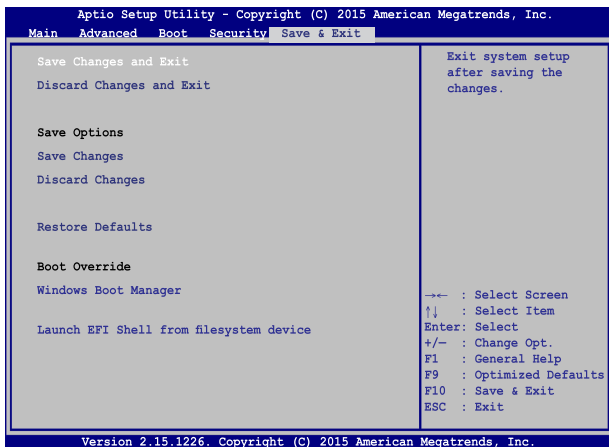 Aptio Setup Utility - Copyright (C) 2015 American Megatrends, Inc.
Main Advanced Boot Security Save & Exit
Save Changes and Exit
Discard Changes and Exit
Save Options
Save Changes
Discard Changes
Restore Defaults
Boot Override
Windows Boot Manager
Launch EFI Shell from filesystem device
Exit system setup
after saving the
changes.
→← : Select Screen
↑↓ : Select Item
Enter: Select
+/— : Change Opt.
F1 : General Help
F9 : Optimized Defaults
F10 : Save & Exit
ESC : Exit
Version 2.15.1226. Copyright (C) 2015 American Megatrends, Inc.